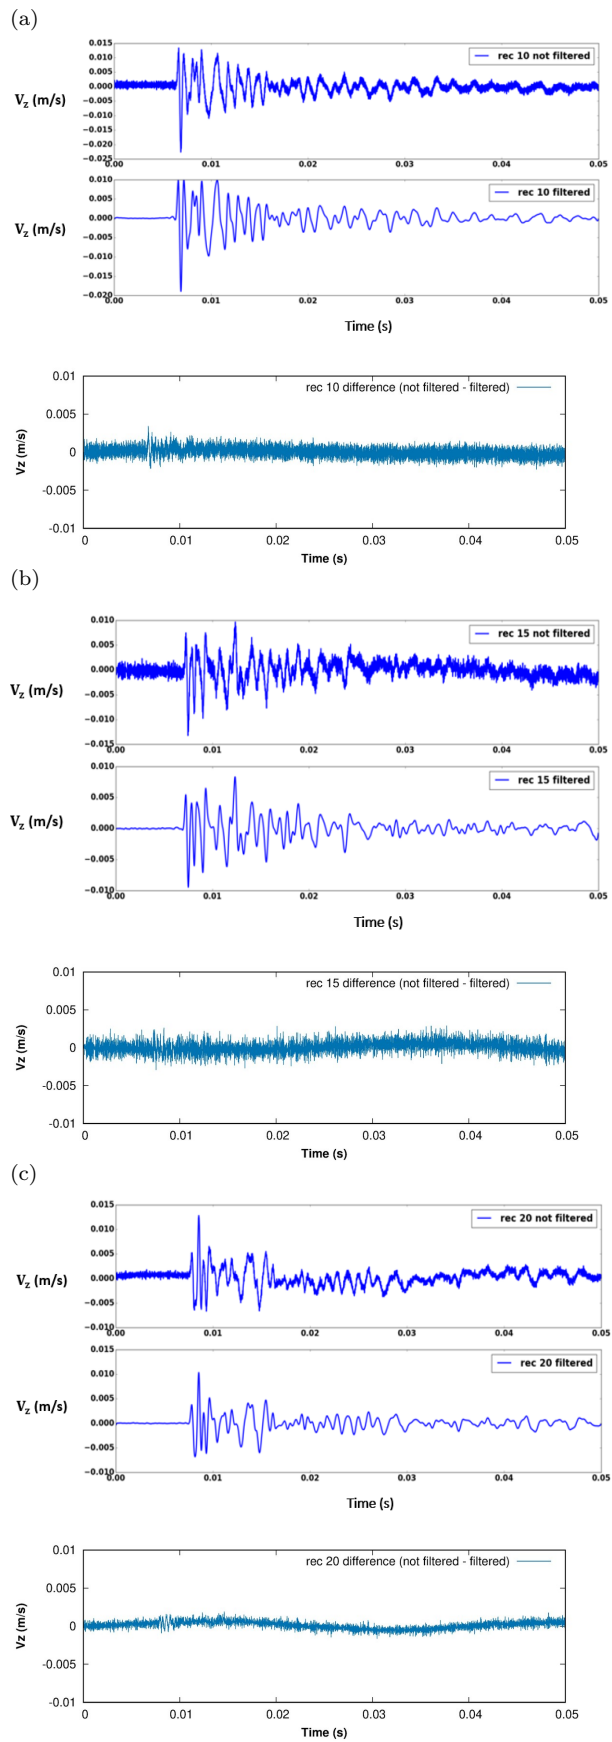 (a)
0.015
0.010
0.005
0.000
−0.005
−0.010
−0.015
−0.020
−0.025
V_z (m/s)
rec 10 not filtered
0.00 0.01 0.02 0.03 0.04 0.05
0.010
0.005
0.000
−0.005
−0.010
−0.015
−0.020
V_z (m/s)
rec 10 filtered
0.00 0.01 0.02 0.03 0.04 0.05
Time (s)
0.01
0.005
0
-0.005
-0.01
Vz (m/s)
rec 10 difference (not filtered - filtered)
0 0.01 0.02 0.03 0.04 0.05
Time (s)
(b)
0.010
0.005
0.000
−0.005
−0.010
−0.015
V_z (m/s)
rec 15 not filtered
0.00 0.01 0.02 0.03 0.04 0.05
0.010
0.005
0.000
−0.005
−0.010
V_z (m/s)
rec 15 filtered
0.00 0.01 0.02 0.03 0.04 0.05
Time (s)
0.01
0.005
0
-0.005
-0.01
Vz (m/s)
rec 15 difference (not filtered - filtered)
0 0.01 0.02 0.03 0.04 0.05
Time (s)
(c)
0.015
0.010
0.005
0.000
−0.005
−0.010
V_z (m/s)
rec 20 not filtered
0.00 0.01 0.02 0.03 0.04 0.05
0.015
0.010
0.005
0.000
−0.005
−0.010
V_z (m/s)
rec 20 filtered
0.00 0.01 0.02 0.03 0.04 0.05
Time (s)
0.01
0.005
0
-0.005
-0.01
Vz (m/s)
rec 20 difference (not filtered - filtered)
0 0.01 0.02 0.03 0.04 0.05
Time (s)